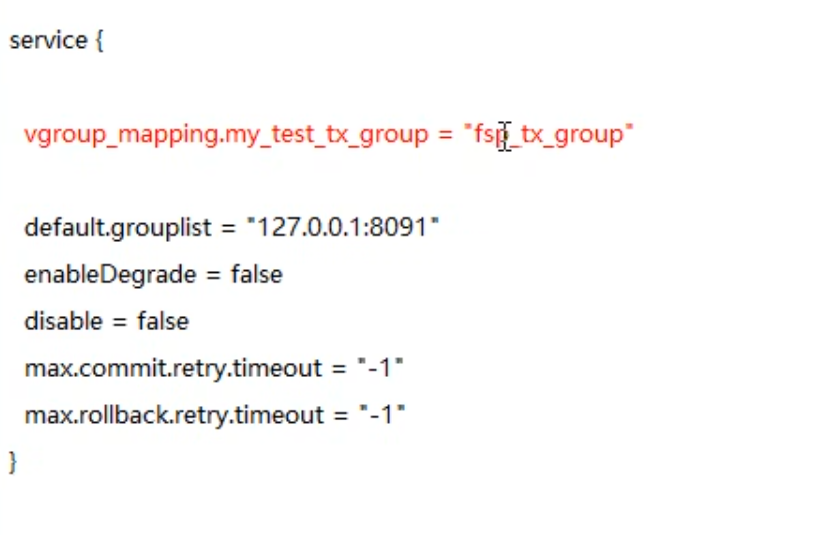 service {
vgroup_mapping.my_test_tx_group = "fsp_tx_group"
default.grouplist = "127.0.0.1:8091"
enableDegrade = false
disable = false
max.commit.retry.timeout = "-1"
max.rollback.retry.timeout = "-1"
}